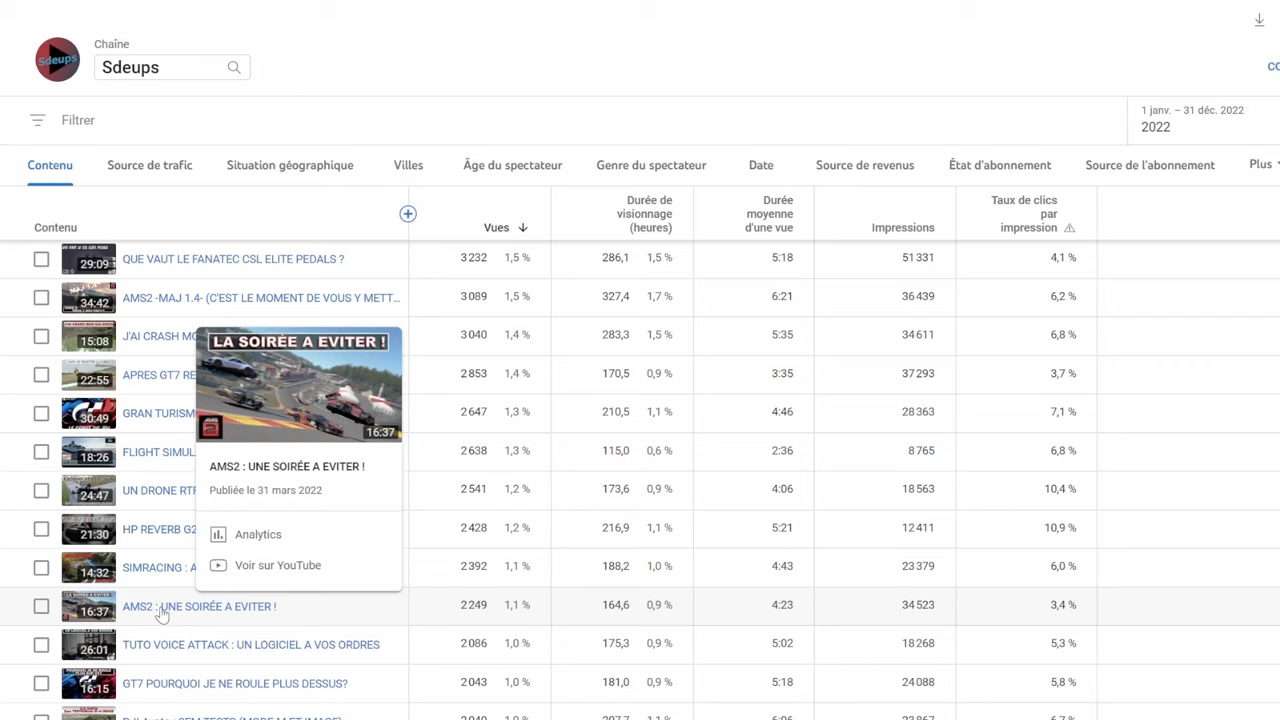 Chaîne
Sdeups
Sdeups
Filtrer
1 janv. – 31 déc. 2022
2022
Contenu
Source de trafic
Situation géographique
Villes
Âge du spectateur
Genre du spectateur
Date
Source de revenus
État d'abonnement
Source de l'abonnement
Plus
Contenu
Vues
Durée de visionnage (heures)
Durée moyenne d'une vue
Impressions
Taux de clics par impression
29:09 QUE VAUT LE FANATEC CSL ELITE PEDALS ? 3 232 1,5 % 286,1 1,5 % 5:18 51 331 4,1 %
34:42 AMS2 -MAJ 1.4- (C'EST LE MOMENT DE VOUS Y METT… 3 089 1,5 % 327,4 1,7 % 6:21 36 439 6,2 %
15:08 J'AI CRASH 3 040 1,4 % 283,3 1,5 % 5:35 34 611 6,8 %
22:55 APRES GT7 RE 2 853 1,4 % 170,5 0,9 % 3:35 37 293 3,7 %
30:49 GRAN TURISM 2 647 1,3 % 210,5 1,1 % 4:46 28 363 7,1 %
18:26 FLIGHT SIMUL 2 638 1,3 % 115,0 0,6 % 2:36 8 765 6,8 %
24:47 UN DRONE RTF 2 541 1,2 % 173,6 0,9 % 4:06 18 563 10,4 %
21:30 HP REVERB G2 2 428 1,2 % 216,9 1,1 % 5:21 12 411 10,9 %
14:32 SIMRACING : A 2 392 1,1 % 188,2 1,0 % 4:43 23 379 6,0 %
LA SOIRÉE A EVITER !
16:37
AMS2 : UNE SOIRÉE A EVITER !
Publiée le 31 mars 2022
Analytics
Voir sur YouTube
16:37 AMS2 : UNE SOIRÉE A EVITER ! 2 249 1,1 % 164,6 0,9 % 4:23 34 523 3,4 %
26:01 TUTO VOICE ATTACK : UN LOGICIEL A VOS ORDRES 2 086 1,0 % 175,3 0,9 % 5:02 18 268 5,3 %
16:15 GT7 POURQUOI JE NE ROULE PLUS DESSUS? 2 043 1,0 % 181,0 0,9 % 5:18 24 088 5,8 %